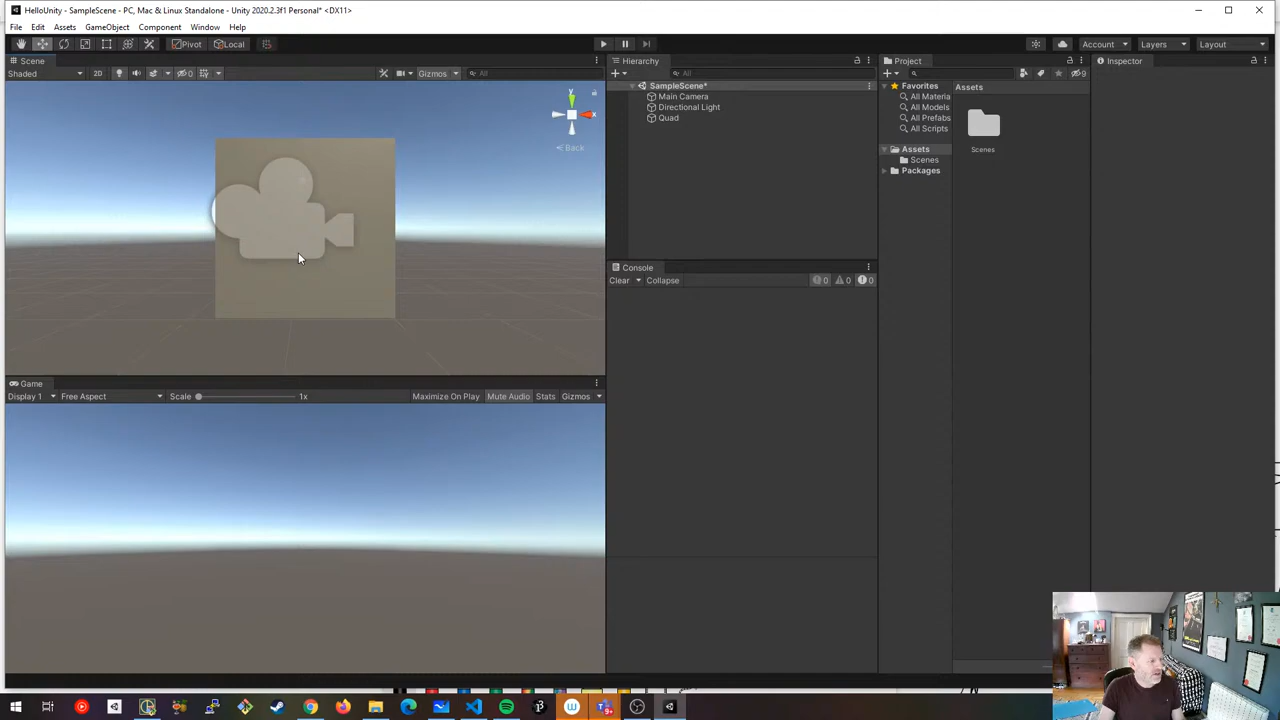 HelloUnity - SampleScene - PC, Mac & Linux Standalone - Unity 2020.2.3f1 Personal* <DX11>
File Edit Assets GameObject Component Window Help
Pivot Local Account Layers Layout
Scene
Shaded 2D 0 Gizmos All
y
x
Back
Hierarchy
All
SampleScene*
Main Camera
Directional Light
Quad
Project
9
Favorites
All Materia
All Models
All Prefabs
All Scripts
Assets
Scenes
Packages
Assets
Scenes
Inspector
Console
Clear Collapse 0 0 0
Game
Display 1 Free Aspect Scale 1x Maximize On Play Mute Audio Stats Gizmos